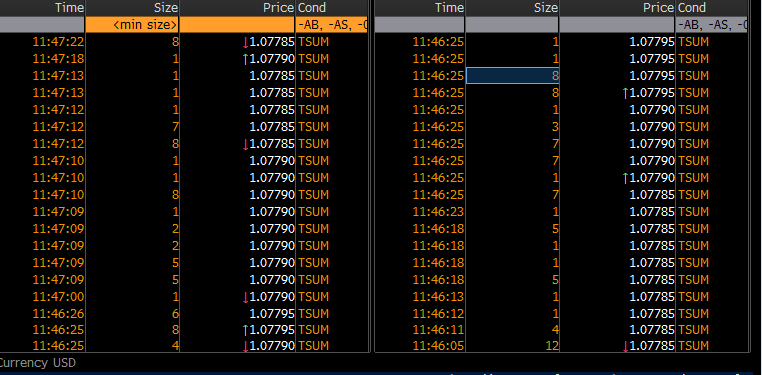 Time Size Price Cond Time Size Price Cond
<min size> -AB, -AS, -C -AB, -AS, -C
11:47:22 8 ↓1.07785 TSUM 11:46:25 1 1.07795 TSUM
11:47:18 1 ↑1.07790 TSUM 11:46:25 1 1.07795 TSUM
11:47:13 1 1.07785 TSUM 11:46:25 8 1.07795 TSUM
11:47:13 1 1.07785 TSUM 11:46:25 8 ↑1.07795 TSUM
11:47:12 1 1.07785 TSUM 11:46:25 1 1.07790 TSUM
11:47:12 7 1.07785 TSUM 11:46:25 3 1.07790 TSUM
11:47:12 8 ↓1.07785 TSUM 11:46:25 7 1.07790 TSUM
11:47:10 1 1.07790 TSUM 11:46:25 7 1.07790 TSUM
11:47:10 1 1.07790 TSUM 11:46:25 1 ↑1.07790 TSUM
11:47:10 8 1.07790 TSUM 11:46:25 7 1.07785 TSUM
11:47:09 1 1.07790 TSUM 11:46:23 1 1.07785 TSUM
11:47:09 2 1.07790 TSUM 11:46:18 5 1.07785 TSUM
11:47:09 2 1.07790 TSUM 11:46:18 1 1.07785 TSUM
11:47:09 5 1.07790 TSUM 11:46:18 1 1.07785 TSUM
11:47:09 5 1.07790 TSUM 11:46:18 5 1.07785 TSUM
11:47:00 1 ↓1.07790 TSUM 11:46:13 1 1.07785 TSUM
11:46:26 6 1.07795 TSUM 11:46:12 1 1.07785 TSUM
11:46:25 8 ↑1.07795 TSUM 11:46:11 4 1.07785 TSUM
11:46:25 4 ↓1.07790 TSUM 11:46:05 12 ↓1.07785 TSUM
Currency USD